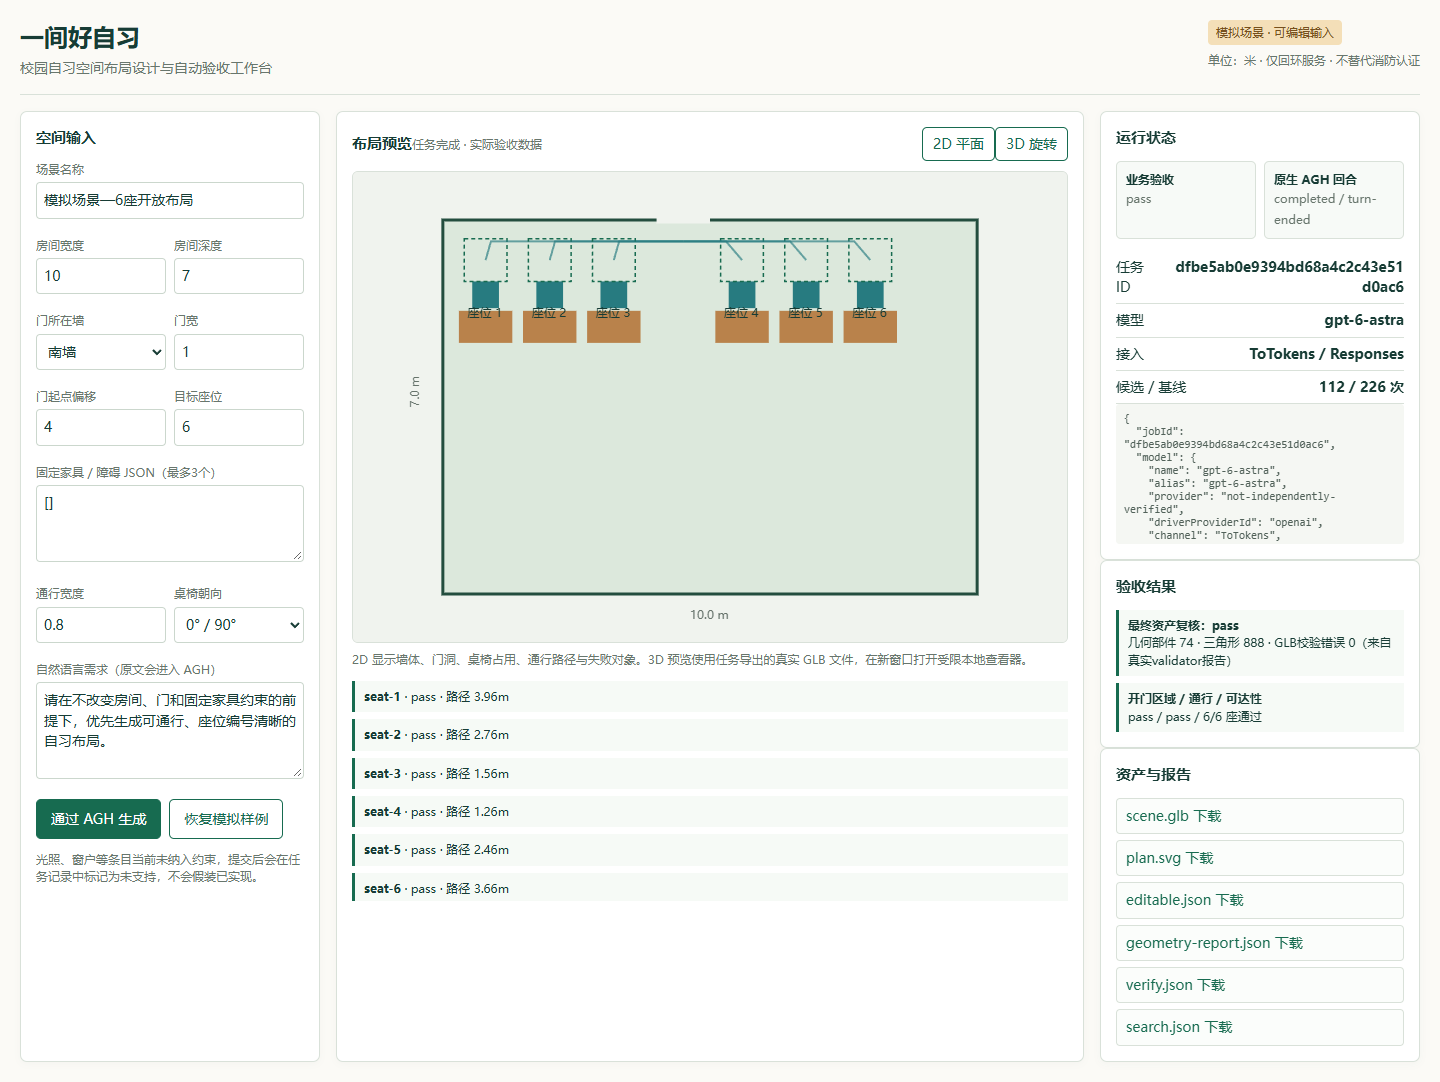 一间好自习
校园自习空间布局设计与自动验收工作台
模拟场景 · 可编辑输入
单位：米 · 仅回环服务 · 不替代消防认证
空间输入
场景名称
模拟场景—6座开放布局
房间宽度
房间深度
10
7
门所在墙
门宽
南墙
1
门起点偏移
目标座位
4
6
固定家具 / 障碍 JSON（最多3个）
[]
通行宽度
桌椅朝向
0.8
0° / 90°
自然语言需求（原文会进入 AGH）
请在不改变房间、门和固定家具约束的前
提下，优先生成可通行、座位编号清晰的
自习布局。
通过 AGH 生成
恢复模拟样例
光照、窗户等条目当前未纳入约束，提交后会在任
务记录中标记为未支持，不会假装已实现。
布局预览任务完成 · 实际验收数据
2D 平面
3D 旋转
座位 1
座位 2
座位 3
座位 4
座位 5
座位 6
7.0 m
10.0 m
2D 显示墙体、门洞、桌椅占用、通行路径与失败对象。3D 预览使用任务导出的真实 GLB 文件，在新窗口打开受限本地查看器。
seat-1 · pass · 路径 3.96m
seat-2 · pass · 路径 2.76m
seat-3 · pass · 路径 1.56m
seat-4 · pass · 路径 1.26m
seat-5 · pass · 路径 2.46m
seat-6 · pass · 路径 3.66m
运行状态
业务验收
pass
原生 AGH 回合
completed / turn-
ended
任务
ID
dfbe5ab0e9394bd68a4c2c43e51
d0ac6
模型
gpt-6-astra
接入
ToTokens / Responses
候选 / 基线
112 / 226 次
{
"jobId":
"dfbe5ab0e9394bd68a4c2c43e51d0ac6",
"model": {
"name": "gpt-6-astra",
"alias": "gpt-6-astra",
"provider": "not-independently-
verified",
"driverProviderId": "openai",
"channel": "ToTokens",
验收结果
最终资产复核：pass
几何部件 74 · 三角形 888 · GLB校验错误 0（来自
真实validator报告）
开门区域 / 通行 / 可达性
pass / pass / 6/6 座通过
资产与报告
scene.glb 下载
plan.svg 下载
editable.json 下载
geometry-report.json 下载
verify.json 下载
search.json 下载